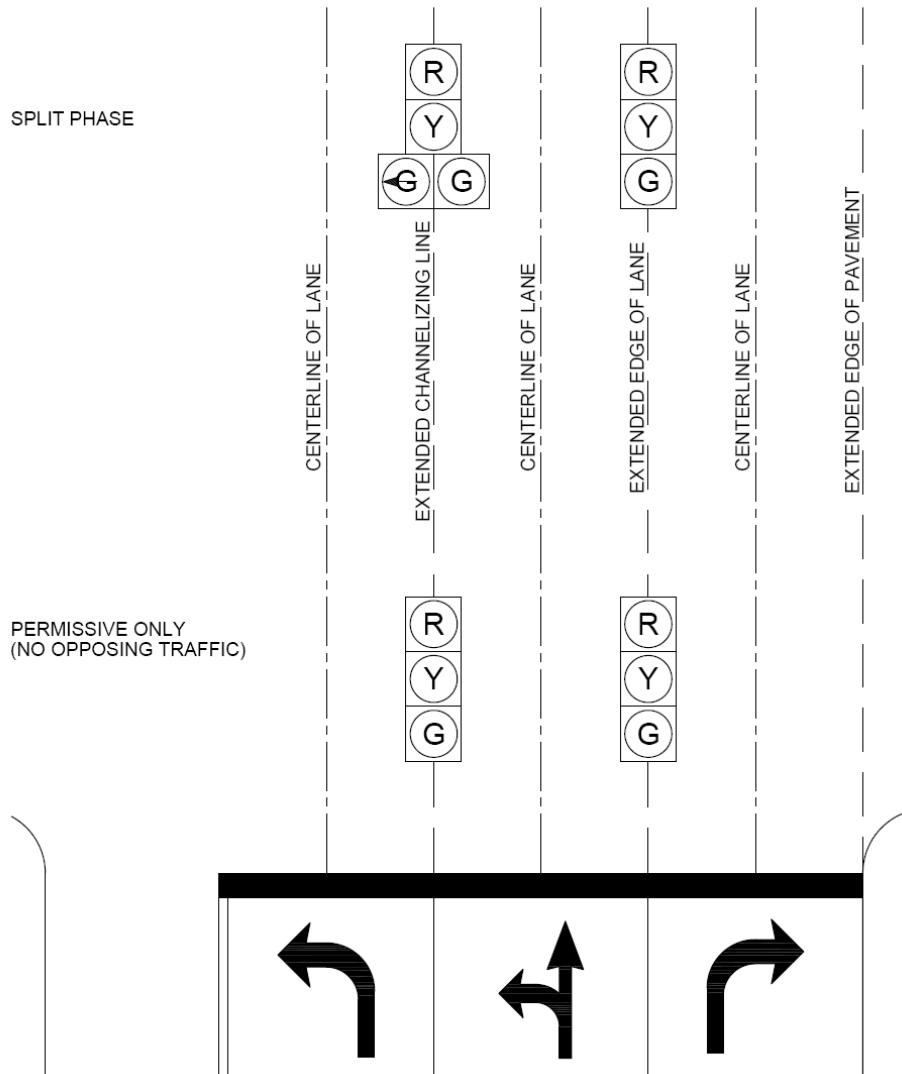 R
R
SPLIT PHASE
Y
Y
G G
G
CENTERLINE OF LANE
EXTENDED CHANNELIZING LINE
CENTERLINE OF LANE
EXTENDED EDGE OF LANE
CENTERLINE OF LANE
EXTENDED EDGE OF PAVEMENT
R
R
PERMISSIVE ONLY
(NO OPPOSING TRAFFIC)
Y
Y
G
G